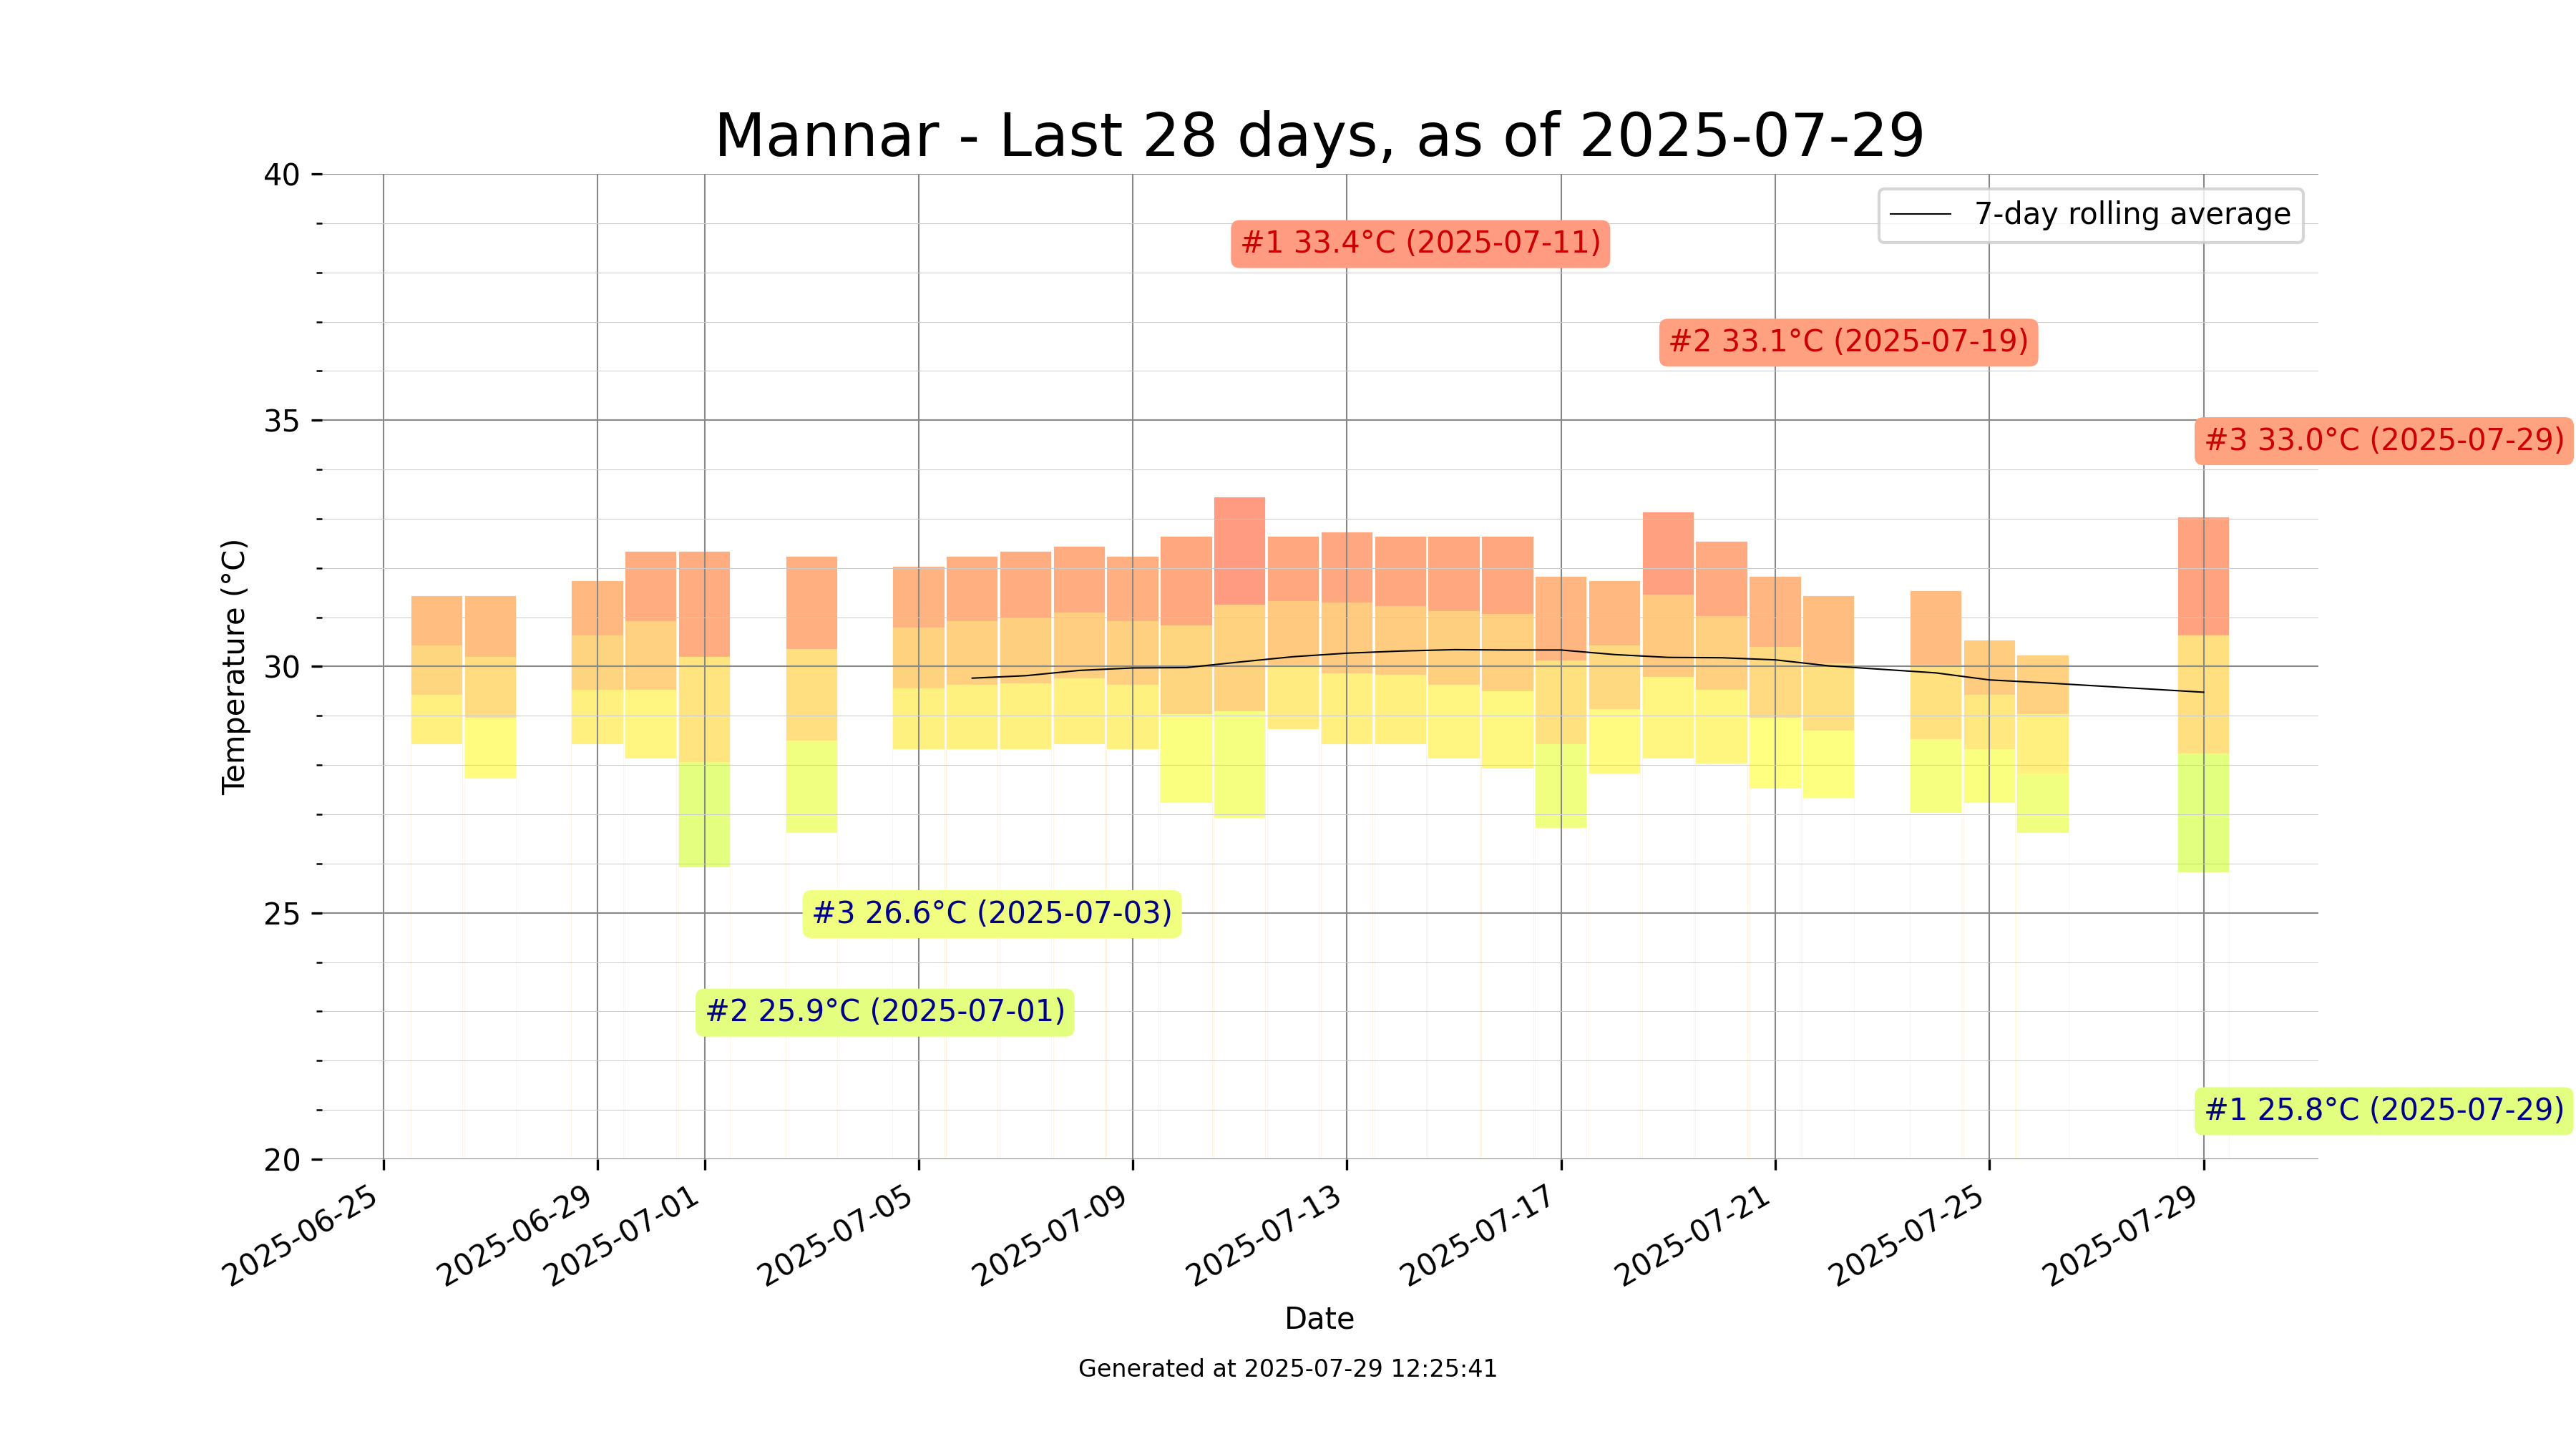 Mannar - Last 28 days, as of 2025-07-29
40
7-day rolling average
#1 33.4°C (2025-07-11)
#2 33.1°C (2025-07-19)
35
#3 33.0°C (2025-07-29)
Temperature (°C)
30
25
#3 26.6°C (2025-07-03)
#2 25.9°C (2025-07-01)
#1 25.8°C (2025-07-29)
20
2025-06-25
2025-06-29
2025-07-01
2025-07-05
2025-07-09
2025-07-13
2025-07-17
2025-07-21
2025-07-25
2025-07-29
Date
Generated at 2025-07-29 12:25:41